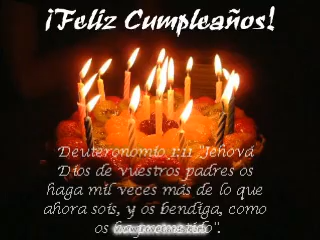 ¡Feliz Cumpleaños!
Deuteronomio 1:11 "Jehová
Dios de vuestros padres os
haga mil veces más de lo que
ahora sois, y os bendiga, como
os